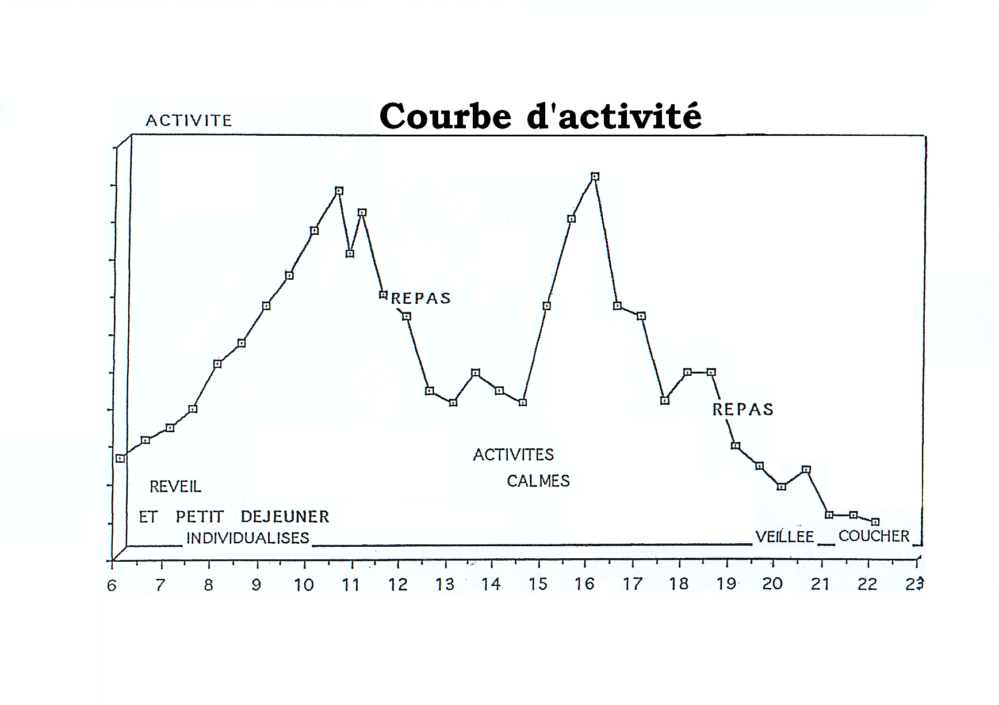 Courbe d'activité
ACTIVITE
REPAS
REPAS
ACTIVITES
CALMES
REVEIL
ET PETIT DEJEUNER
INDIVIDUALISES
VEILLEE COUCHER
6 7 8 9 10 11 12 13 14 15 16 17 18 19 20 21 22 23